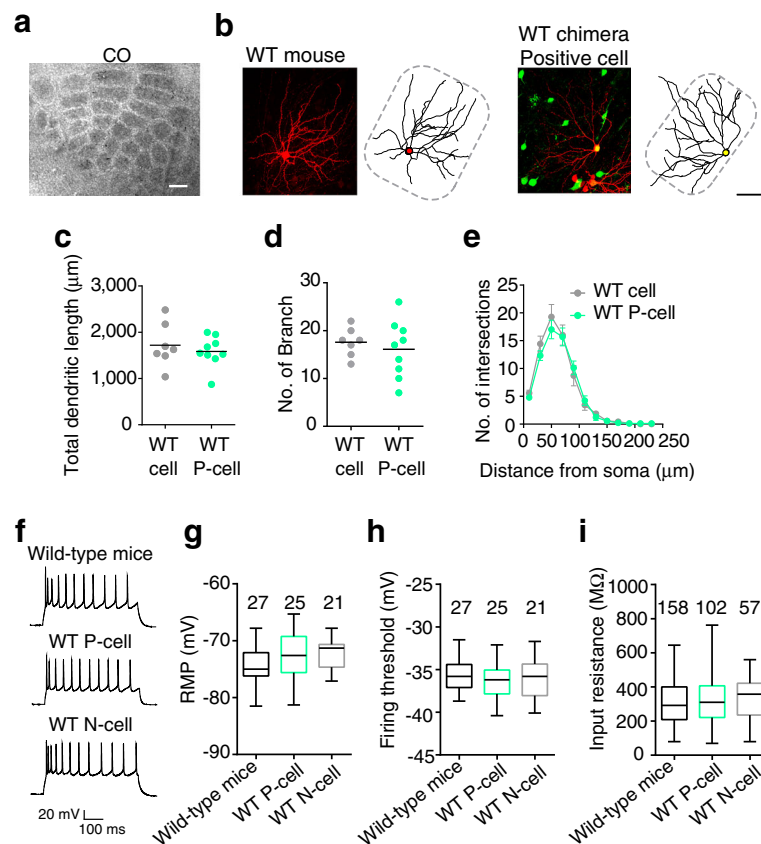 a
CO
b
WT mouse
WT chimera
Positive cell
c
Total dendritic length (μm)
3,000
2,000
1,000
0
WT
cell
WT
P-cell
d
No. of Branch
30
20
10
0
WT
cell
WT
P-cell
e
No. of intersections
25
20
15
10
5
0
0
50
100
150
200
250
Distance from soma (μm)
WT cell
WT P-cell
f
Wild-type mice
WT P-cell
WT N-cell
20 mV
100 ms
g
RMP
(mV)
-60
-70
-80
-90
27
25
21
Wild-type mice
WT P-cell
WT N-cell
h
Firing threshold (mV)
-25
-30
-35
-40
-45
27
25
21
Wild-type mice
WT P-cell
WT N-cell
i
Input resistance (MΩ)
1000
800
600
400
200
0
158
102
57
Wild-type mice
WT P-cell
WT N-cell